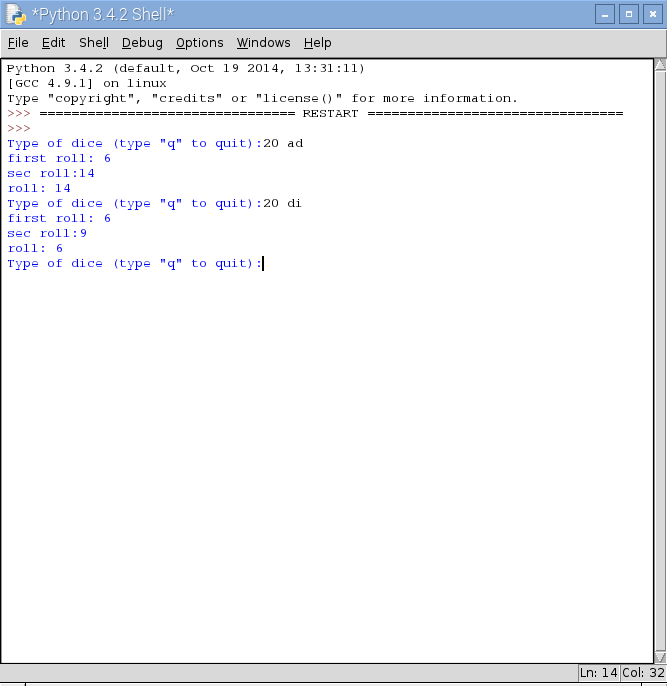 *Python 3.4.2 Shell*
File Edit Shell Debug Options Windows Help
Python 3.4.2 (default, Oct 19 2014, 13:31:11)
[GCC 4.9.1] on linux
Type "copyright", "credits" or "license()" for more information.
>>> ================================ RESTART ================================
>>>
Type of dice (type "q" to quit):20 ad
first roll: 6
sec roll:14
roll: 14
Type of dice (type "q" to quit):20 di
first roll: 6
sec roll:9
roll: 6
Type of dice (type "q" to quit):
Ln: 14 Col: 32